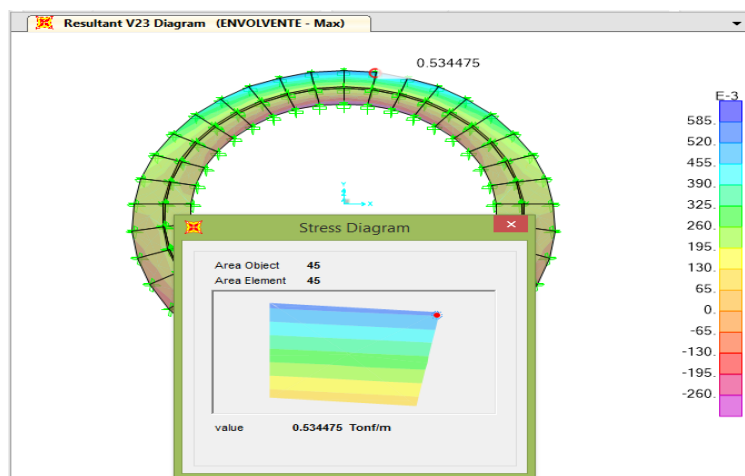 Resultant V23 Diagram (ENVOLVENTE - Max)
0.534475
E-3
585.
520.
455.
390.
325.
260.
195.
130.
65.
0.
-65.
-130.
-195.
-260.
Y
X
Stress Diagram
Area Object 45
Area Element 45
value 0.534475 Tonf/m